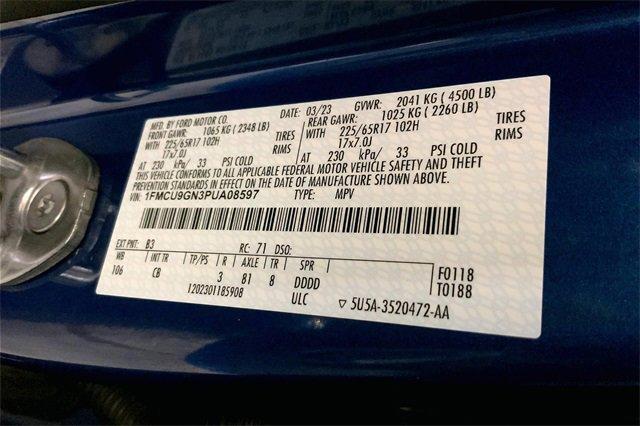 MFD. BY FORD MOTOR CO. DATE: 03/23 GVWR: 2041 KG ( 4500 LB)
FRONT GAWR: 1065 KG ( 2348 LB) REAR GAWR: 1025 KG ( 2260 LB)
WITH 225/65R17 102H TIRES WITH 225/65R17 102H TIRES
17x7.0J RIMS 17x7.0J RIMS
AT 230 kPa/ 33 PSI COLD AT 230 kPa/ 33 PSI COLD
THIS VEHICLE CONFORMS TO ALL APPLICABLE FEDERAL MOTOR VEHICLE SAFETY AND THEFT
PREVENTION STANDARDS IN EFFECT ON THE DATE OF MANUFACTURE SHOWN ABOVE.
VIN: 1FMCU9GN3PUA08597 TYPE: MPV
EXT PNT: B3 RC: 71 DSO:
WB INT TR TP/PS R AXLE TR SPR
106 CB 3 81 8 DDDD
F0118
T0188
1202301185908 ULC ▽ 5U5A-3520472-AA